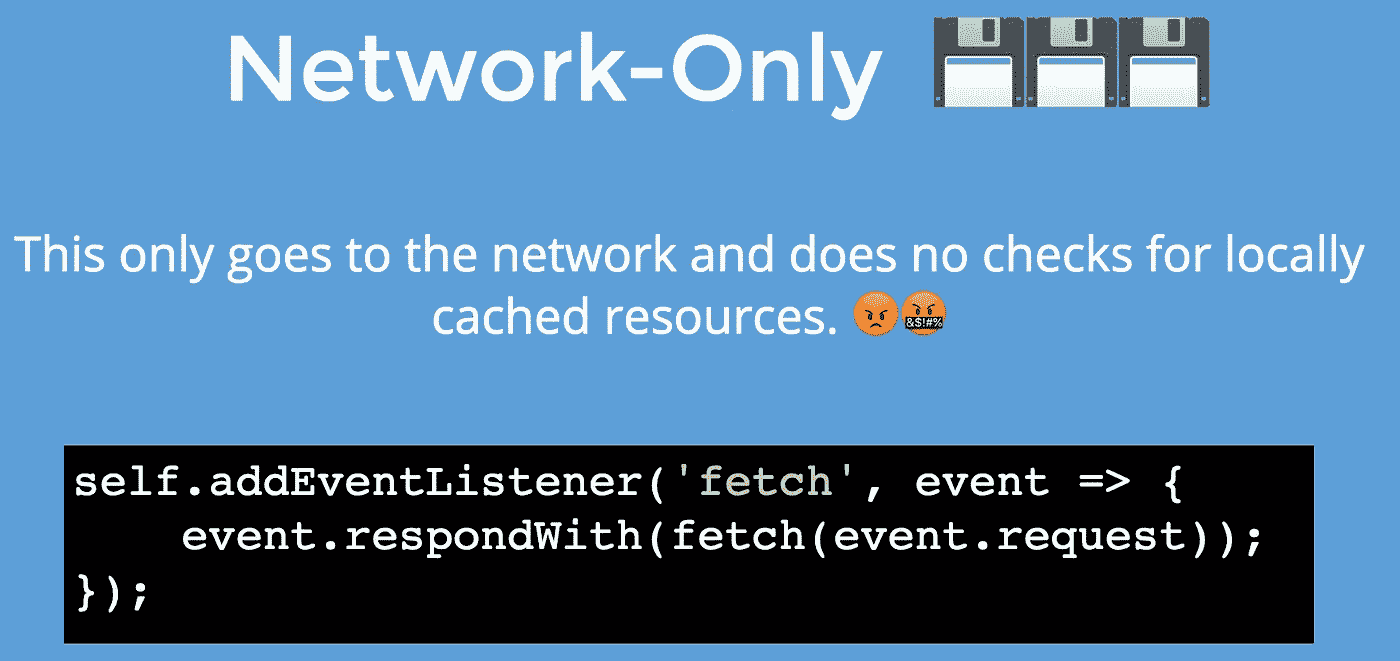 Network-Only 💾💾💾
This only goes to the network and does no checks for locally
cached resources. 😡🤬
self.addEventListener('fetch', event => {
    event.respondWith(fetch(event.request));
});